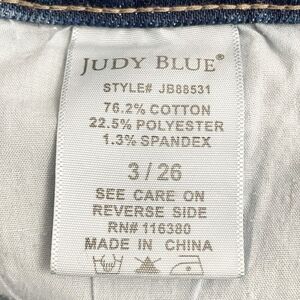 JUDY BLUE®
STYLE# JB88531
76.2% COTTON
22.5% POLYESTER
1.3% SPANDEX
3 / 26
SEE CARE ON
REVERSE SIDE
RN# 116380
MADE IN CHINA